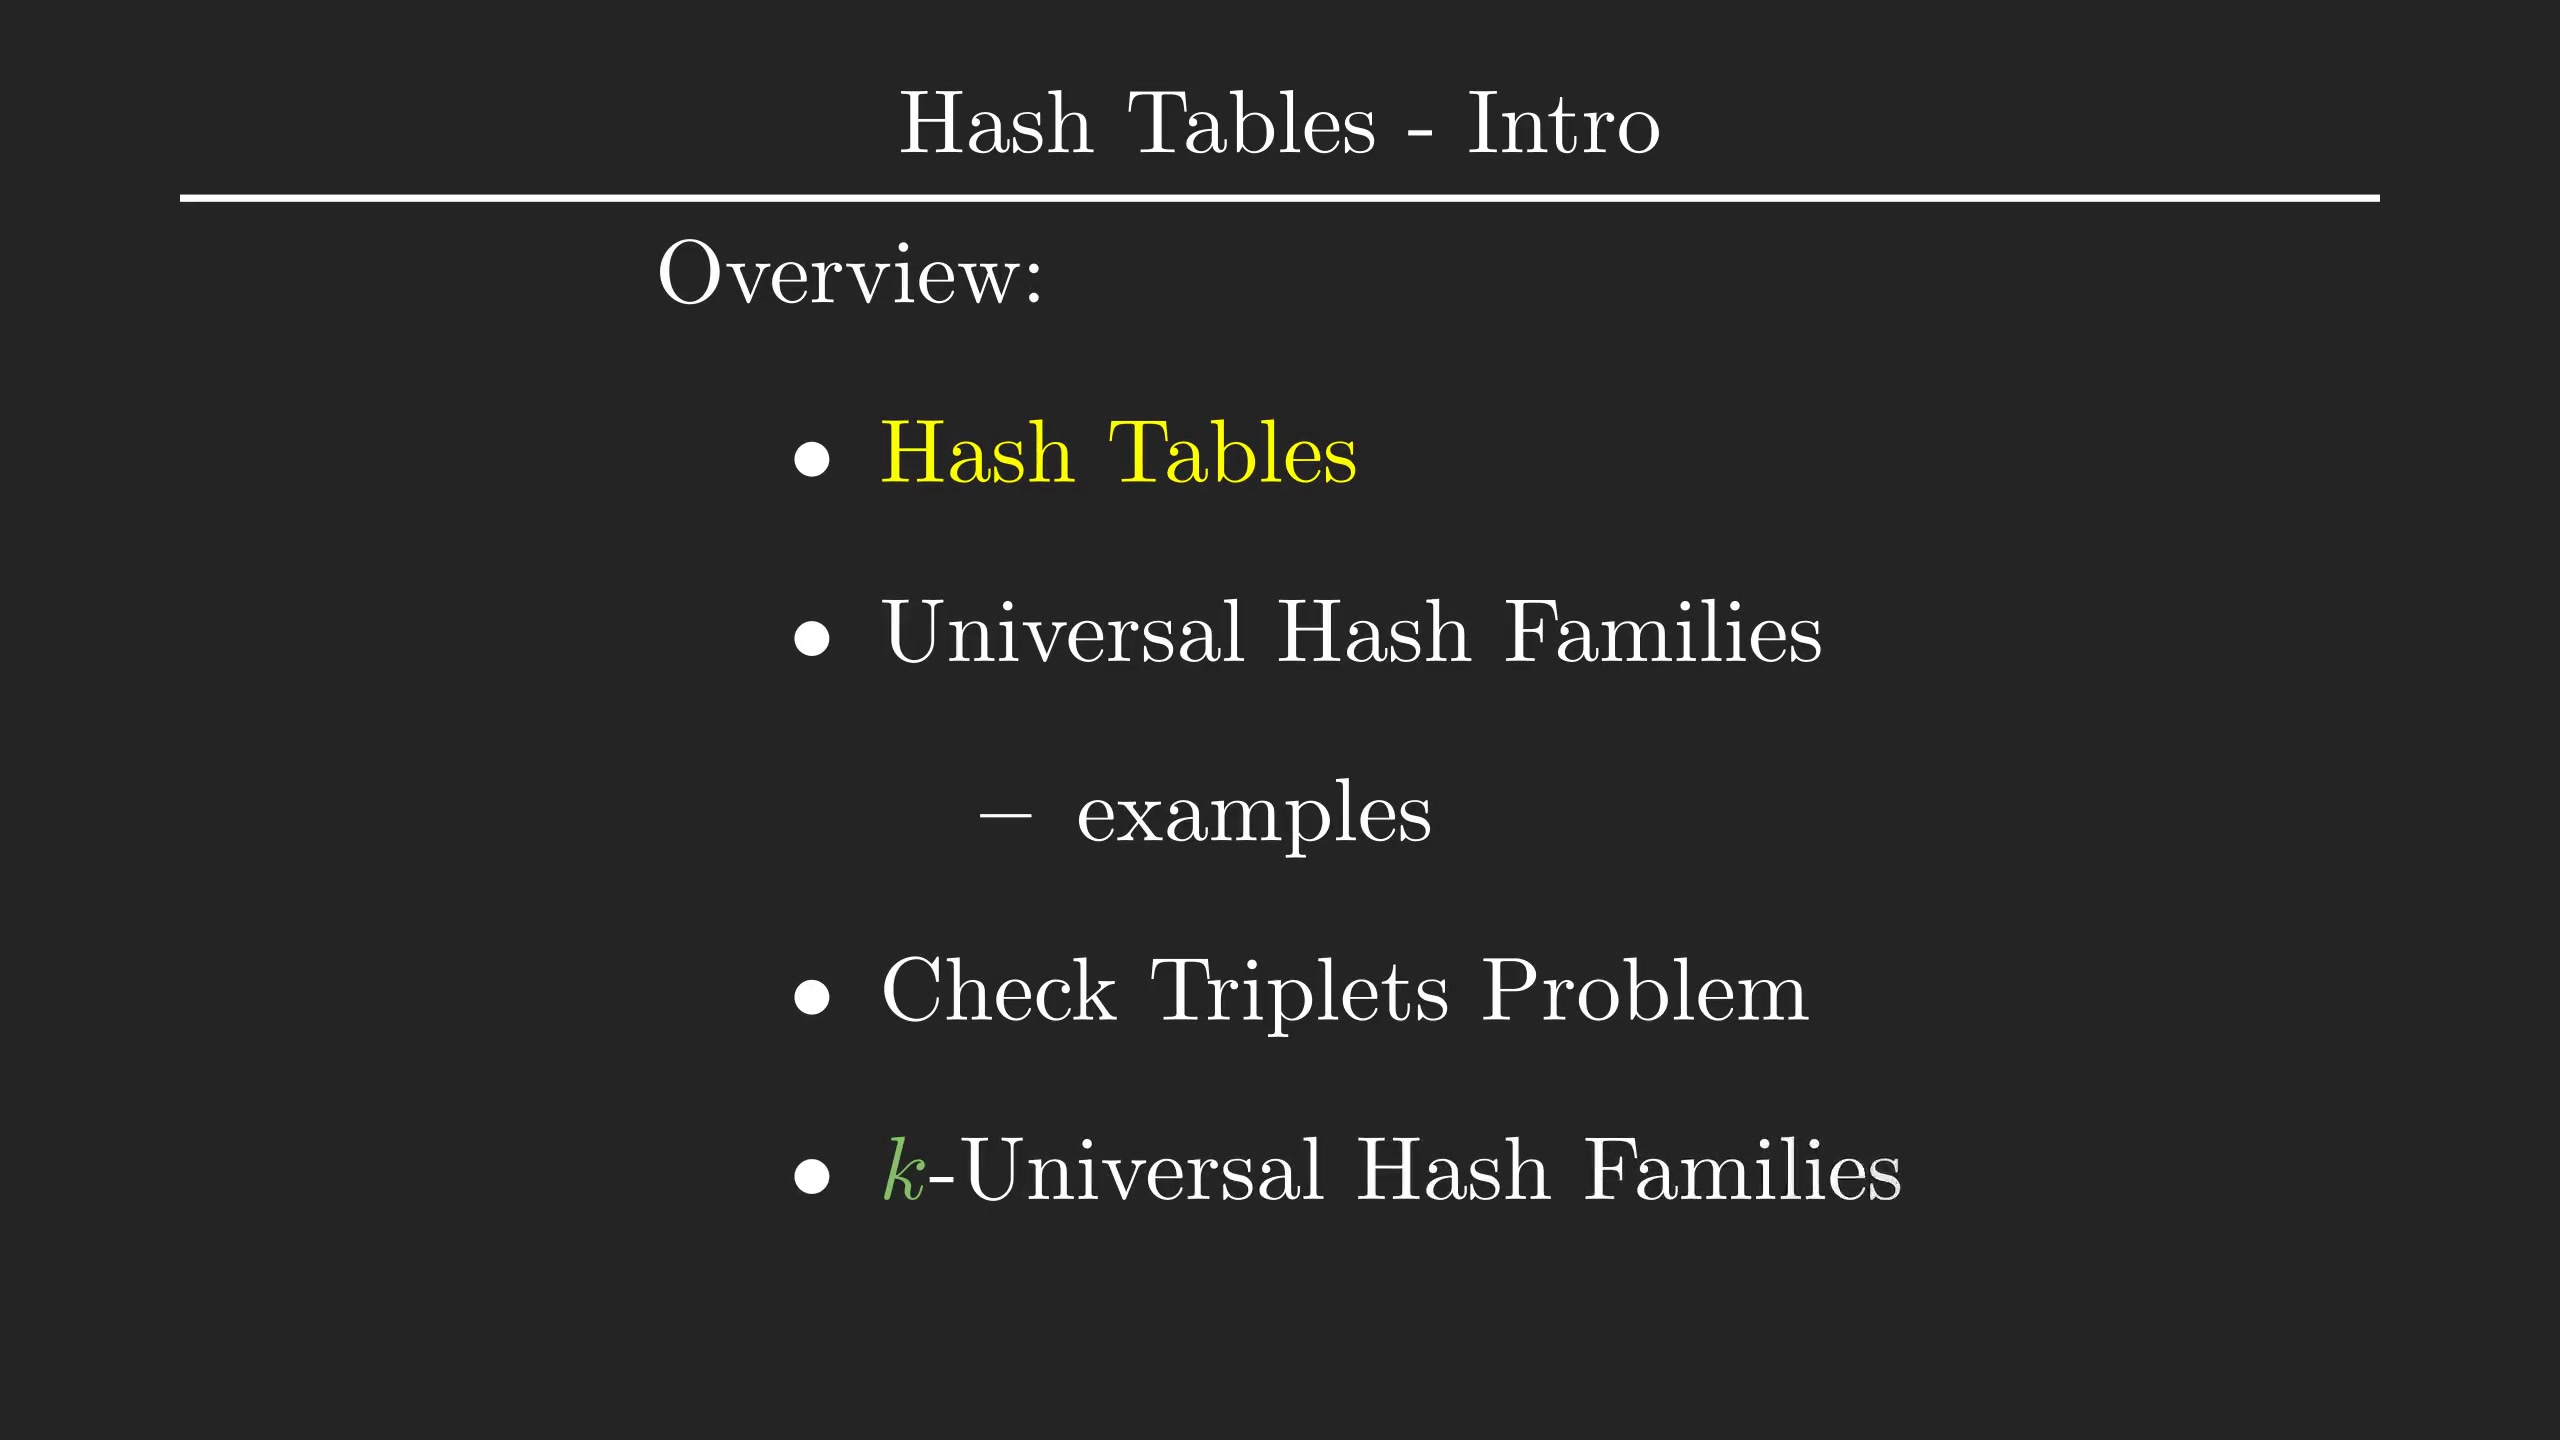 Hash Tables - Intro
Overview:
• Hash Tables
• Universal Hash Families
– examples
• Check Triplets Problem
• k-Universal Hash Families